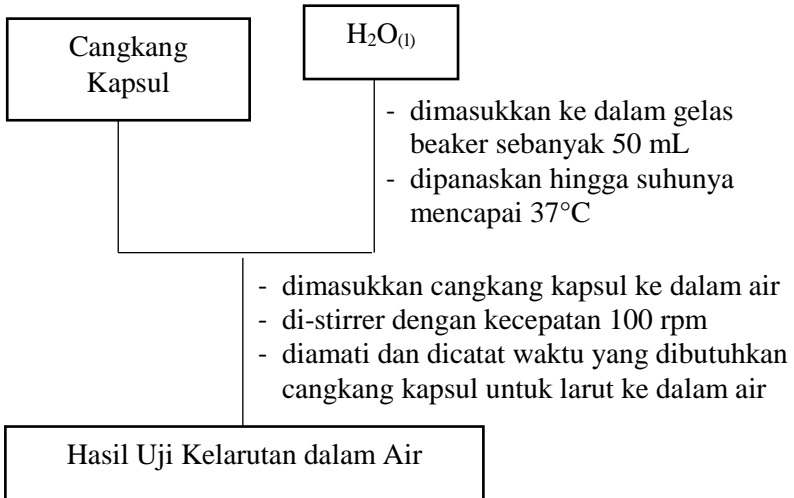 Cangkang
Kapsul
H₂O₍ₗ₎
- dimasukkan ke dalam gelas
beaker sebanyak 50 mL
- dipanaskan hingga suhunya
mencapai 37°C
- dimasukkan cangkang kapsul ke dalam air
- di-stirrer dengan kecepatan 100 rpm
- diamati dan dicatat waktu yang dibutuhkan
cangkang kapsul untuk larut ke dalam air
Hasil Uji Kelarutan dalam Air